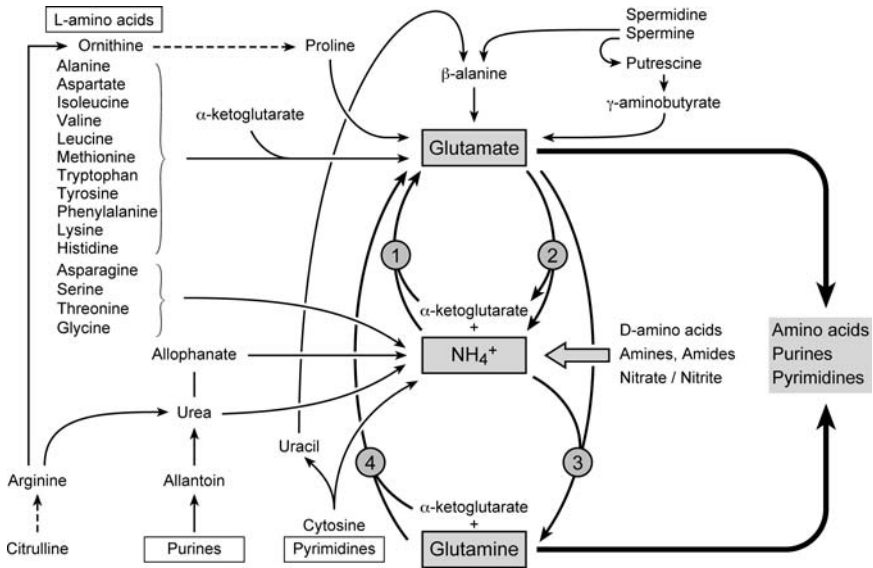 L-amino acids
Ornithine
Proline
Alanine
Aspartate
Isoleucine
Valine
Leucine
Methionine
Tryptophan
Tyrosine
Phenylalanine
Lysine
Histidine
Asparagine
Serine
Threonine
Glycine
α-ketoglutarate
β-alanine
Spermidine
Spermine
Putrescine
γ-aminobutyrate
Glutamate
1
2
α-ketoglutarate
+
NH₄⁺
D-amino acids
Amines, Amides
Nitrate / Nitrite
Amino acids
Purines
Pyrimidines
Allophanate
Urea
Uracil
4
3
Arginine
Allantoin
α-ketoglutarate
+
Glutamine
Citrulline
Purines
Cytosine
Pyrimidines